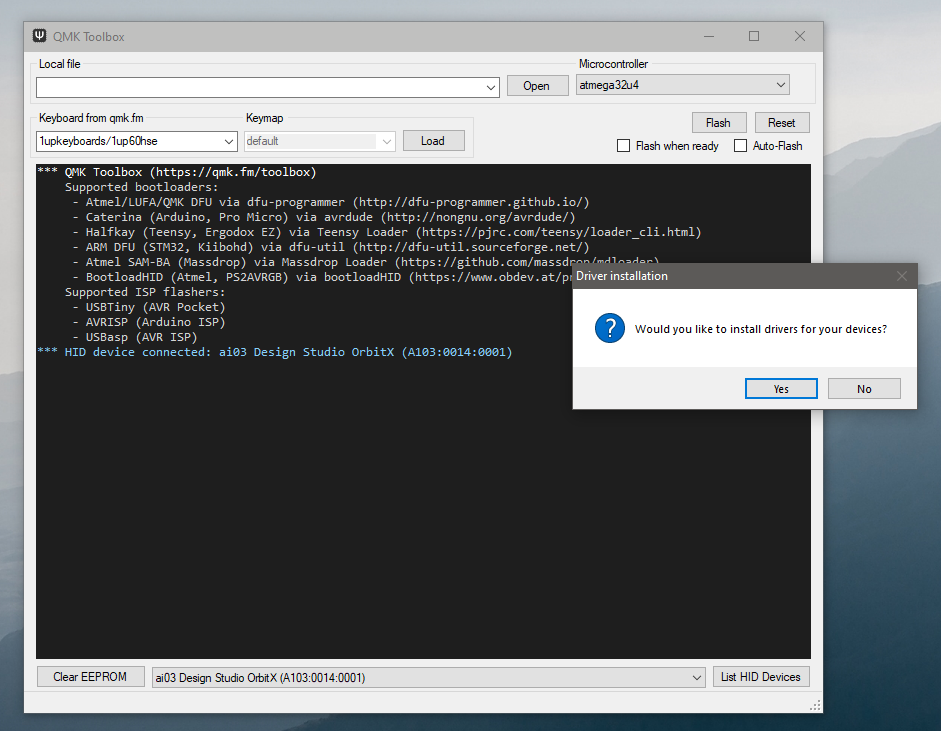 QMK Toolbox
Local file
Microcontroller
Open
atmega32u4
Keyboard from qmk.fm
Keymap
Flash
Reset
1upkeyboards/1up60hse
default
Load
Flash when ready
Auto-Flash
*** QMK Toolbox (https://qmk.fm/toolbox)
Supported bootloaders:
- Atmel/LUFA/QMK DFU via dfu-programmer (http://dfu-programmer.github.io/)
- Caterina (Arduino, Pro Micro) via avrdude (http://nongnu.org/avrdude/)
- Halfkay (Teensy, Ergodox EZ) via Teensy Loader (https://pjrc.com/teensy/loader_cli.html)
- ARM DFU (STM32, Kiibohd) via dfu-util (http://dfu-util.sourceforge.net/)
- Atmel SAM-BA (Massdrop) via Massdrop Loader (https://github.com/massdrop/mdloader)
- BootloadHID (Atmel, PS2AVRGB) via bootloadHID (https://www.obdev.at/pr
Supported ISP flashers:
- USBTiny (AVR Pocket)
- AVRISP (Arduino ISP)
- USBasp (AVR ISP)
*** HID device connected: ai03 Design Studio OrbitX (A103:0014:0001)
Driver installation
Would you like to install drivers for your devices?
Yes
No
Clear EEPROM
ai03 Design Studio OrbitX (A103:0014:0001)
List HID Devices